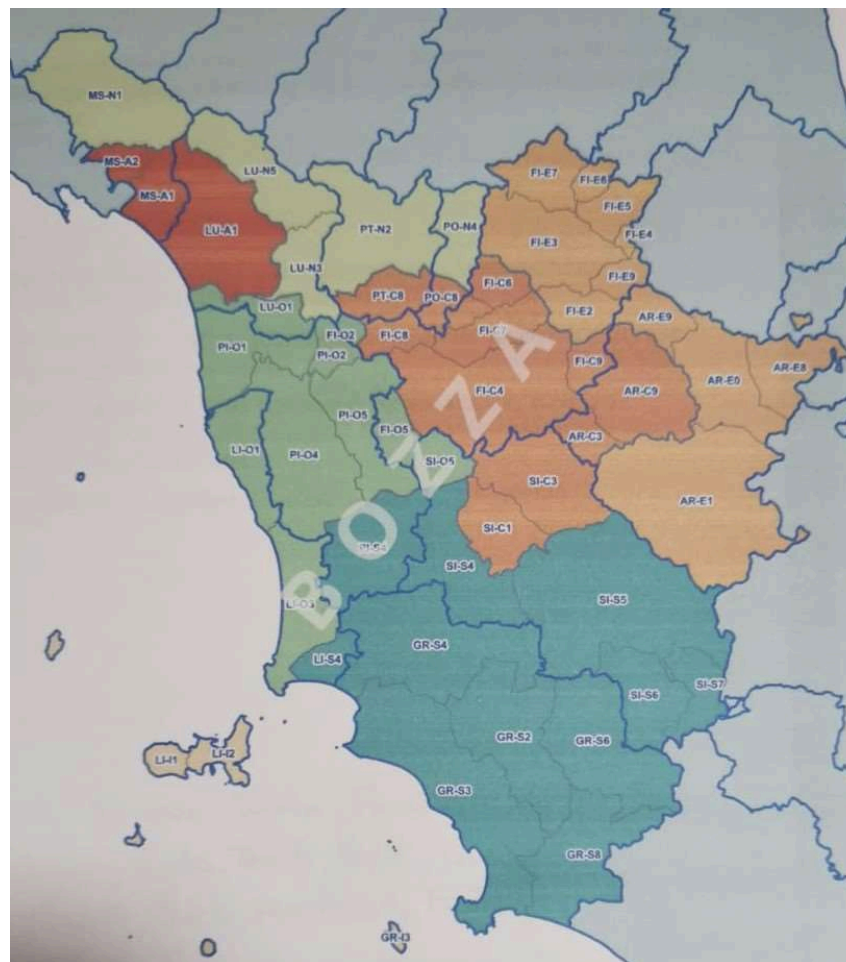 MS-N1
MS-A2
MS-A1
LU-N5
LU-A1
LU-N3
PT-N2
PO-N4
LU-O1
PT-C8
PO-C8
FI-E7
FI-E6
FI-E5
FI-E4
FI-E3
FI-E9
FI-C6
FI-E2
AR-E9
PI-O1
FI-O2
PI-O2
FI-C8
FI-C7
FI-C9
FI-C4
AR-C9
AR-E0
AR-E8
PI-O5
FI-O5
LI-O1
PI-O4
SI-O5
AR-C3
SI-C3
AR-E1
SI-C1
SI-S4
SI-S5
LI-O3
LI-S4
GR-S4
SI-S6
SI-S7
LI-I1
LI-I2
GR-S2
GR-S6
GR-S3
GR-S8
GR-I3
BOZZA